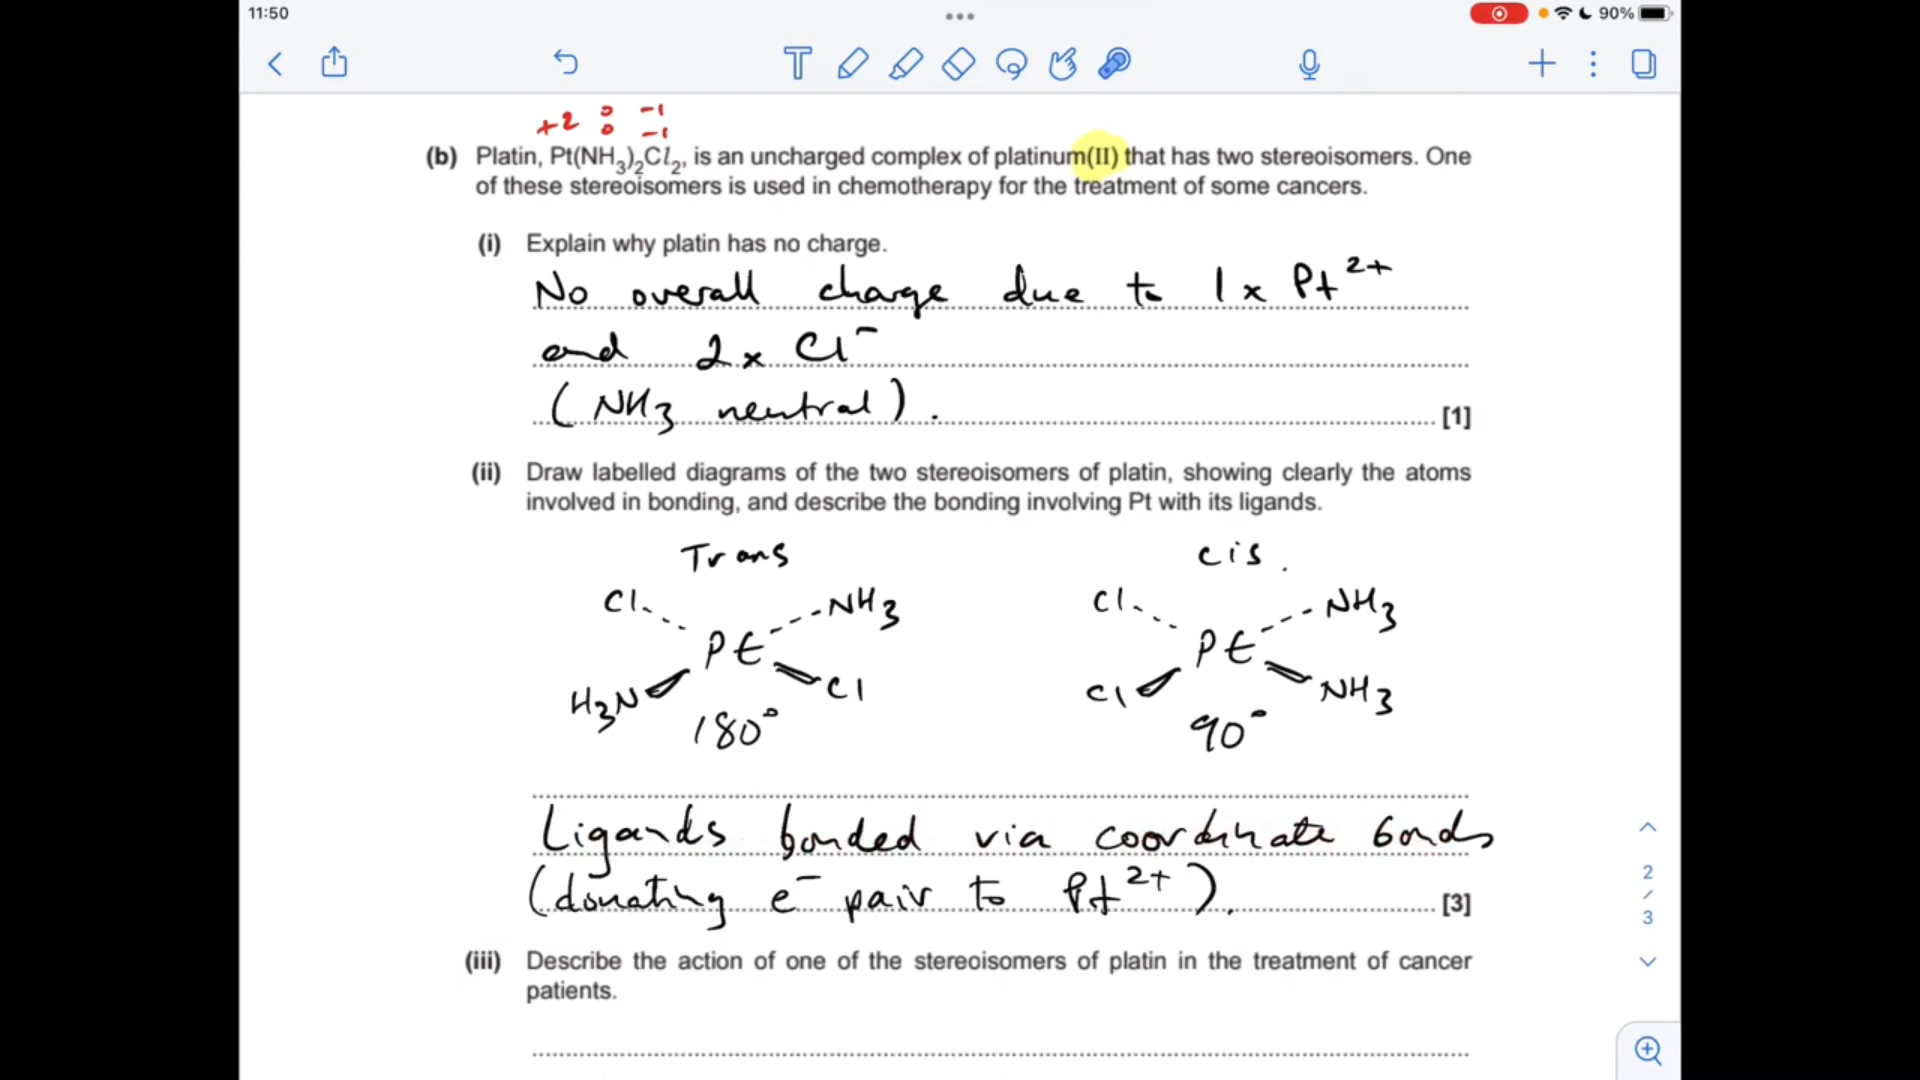 11:50
90%
+2 0 -1
0 -1
(b) Platin, Pt(NH₃)₂Cl₂, is an uncharged complex of platinum(II) that has two stereoisomers. One
of these stereoisomers is used in chemotherapy for the treatment of some cancers.
(i) Explain why platin has no charge.
No overall charge due to 1 x Pt²⁺
and 2 x Cl⁻
(NH₃ neutral).
[1]
(ii) Draw labelled diagrams of the two stereoisomers of platin, showing clearly the atoms
involved in bonding, and describe the bonding involving Pt with its ligands.
Trans
cis.
Cl NH₃
Pt
H₃N Cl
180°
Cl NH₃
Pt
Cl NH₃
90°
Ligands bonded via coordinate bonds
(donating e⁻ pair to Pt²⁺).
[3]
(iii) Describe the action of one of the stereoisomers of platin in the treatment of cancer
patients.
2
/
3